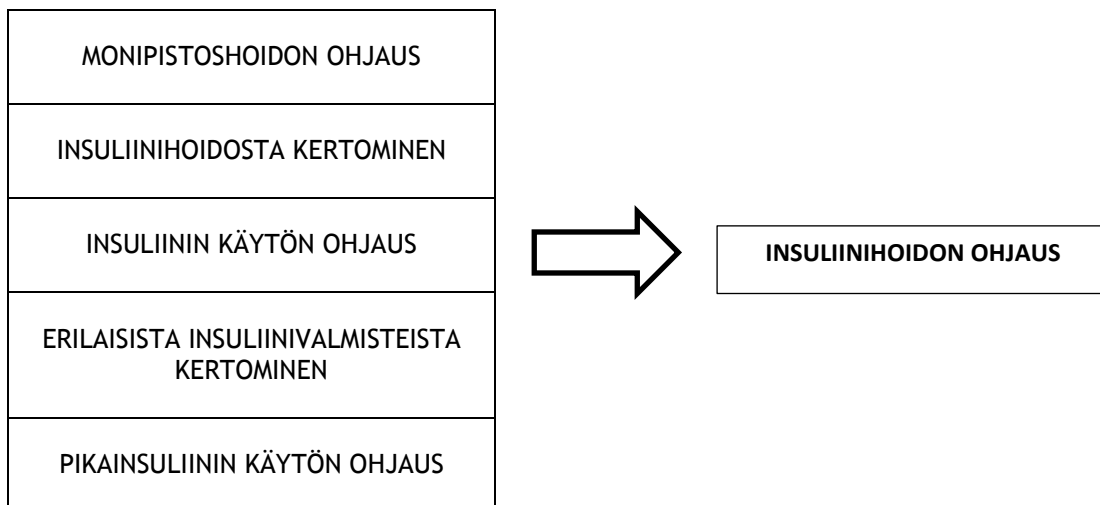 MONIPISTOSHOIDON OHJAUS
INSULIINIHOIDOSTA KERTOMINEN
INSULIININ KÄYTÖN OHJAUS
ERILAISISTA INSULIINIVALMISTEISTA
KERTOMINEN
PIKAINSULIININ KÄYTÖN OHJAUS
INSULIINIHOIDON OHJAUS